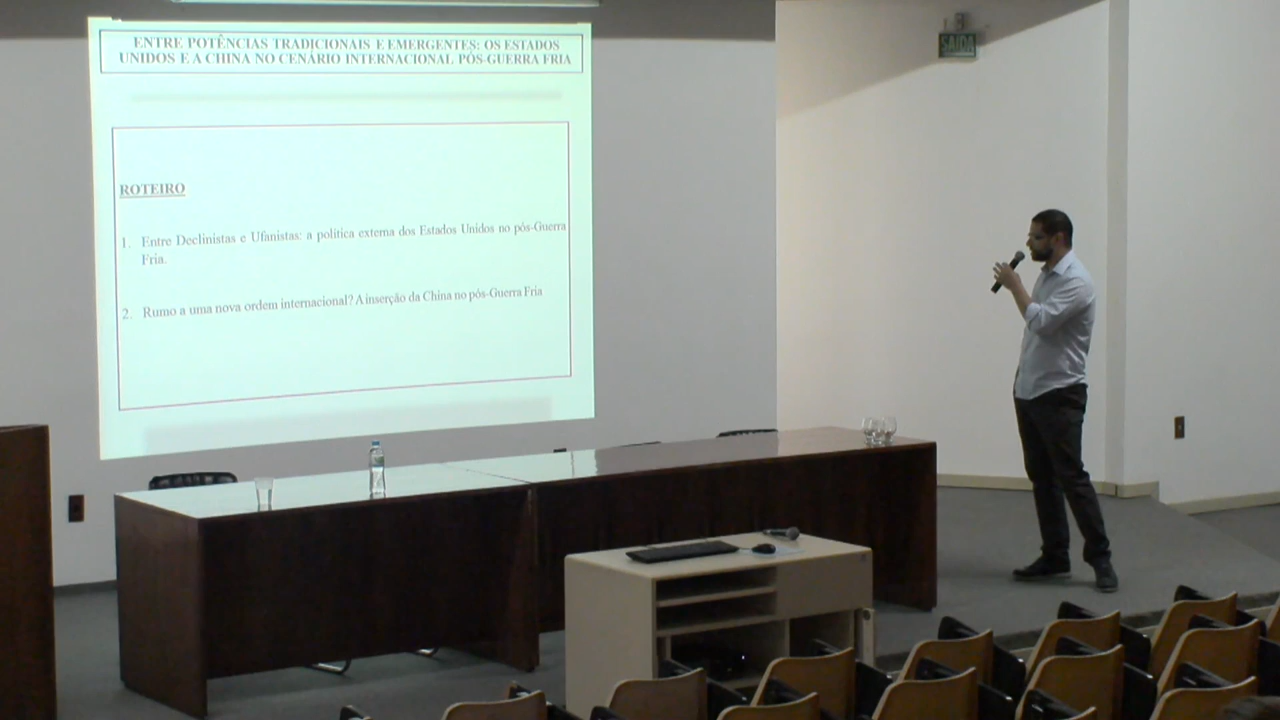 ENTRE POTÊNCIAS TRADICIONAIS E EMERGENTES: OS ESTADOS
UNIDOS E A CHINA NO CENÁRIO INTERNACIONAL PÓS-GUERRA FRIA
ROTEIRO
1. Entre Declinistas e Ufanistas: a política externa dos Estados Unidos no pós-Guerra
Fria.
2. Rumo a uma nova ordem internacional? A inserção da China no pós-Guerra Fria
SAÍDA